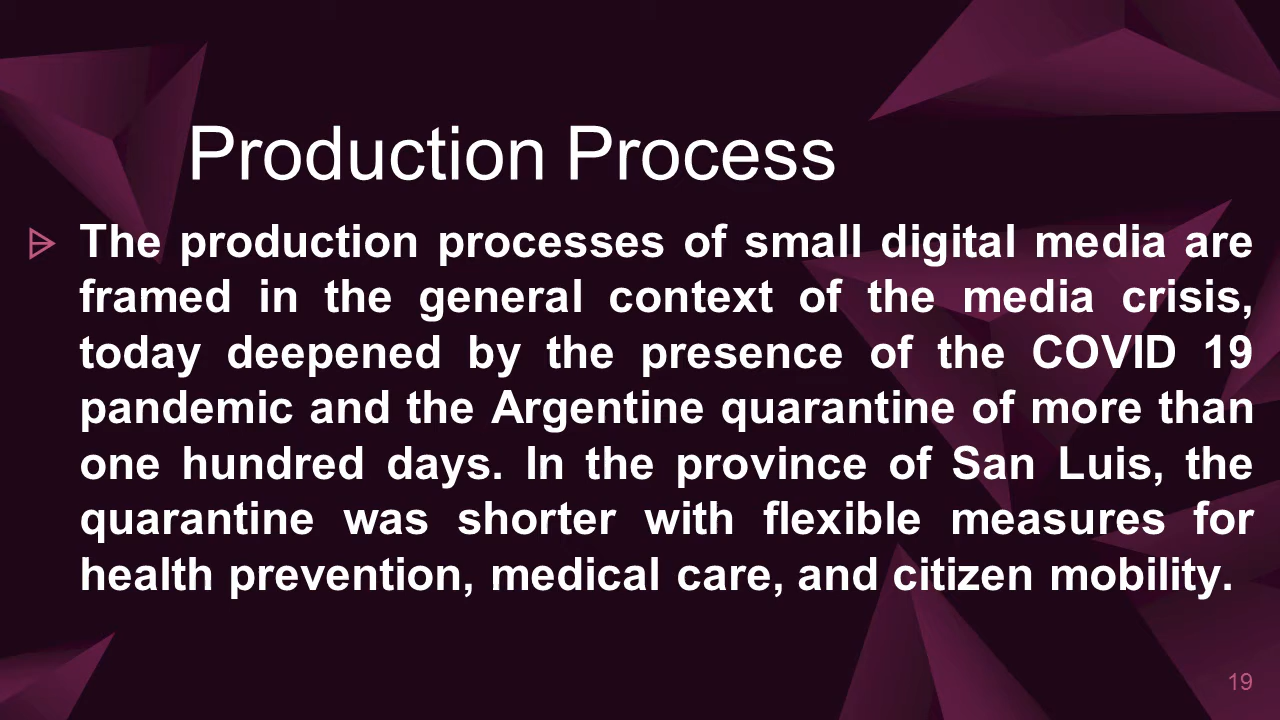 Production Process
The production processes of small digital media are
framed in the general context of the media crisis,
today deepened by the presence of the COVID 19
pandemic and the Argentine quarantine of more than
one hundred days. In the province of San Luis, the
quarantine was shorter with flexible measures for
health prevention, medical care, and citizen mobility.
19